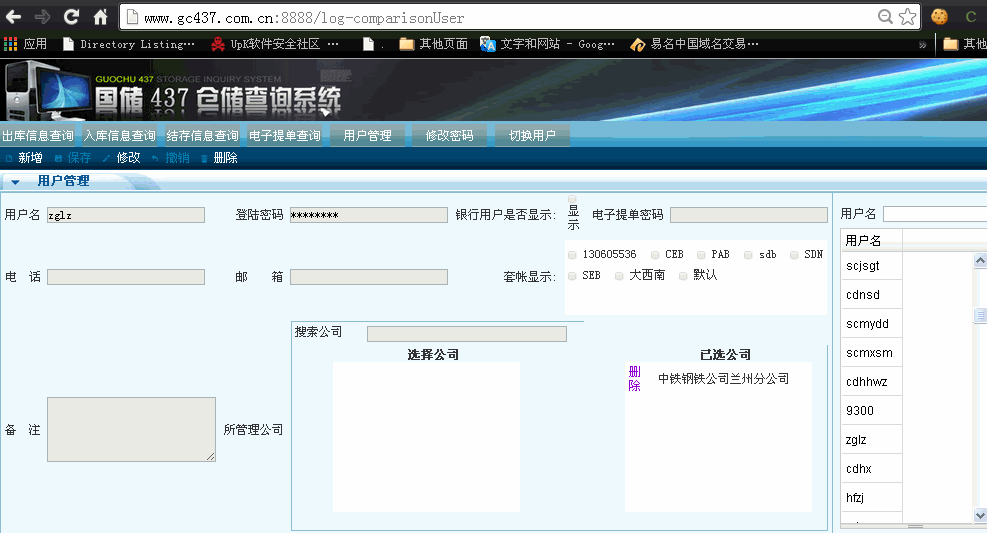 www.gc437.com.cn:8888/log-comparisonUser
应用 Directory Listing… UpK软件安全社区 … . 其他页面 文字和网站 - Goog… 易名中国域名交易… » 其他
GUOCHU 437 STORAGE INQUIRY SYSTEM
国储 437 仓储查询系统
出库信息查询 入库信息查询 结存信息查询 电子提单查询 用户管理 修改密码 切换用户
新增 保存 修改 撤销 删除
用户管理
用户名 zglz 登陆密码 ******** 银行用户是否显示: 显示 电子提单密码
电 话 邮 箱 套帐显示:
130605536 CEB PAB sdb SDN
SEB 大西南 默认
搜索公司
选择公司 已选公司
删除 中铁钢铁公司兰州分公司
备 注 所管理公司
用户名
用户名
scjsgt
cdnsd
scmydd
scmxsm
cdhhwz
9300
zglz
cdhx
hfzj